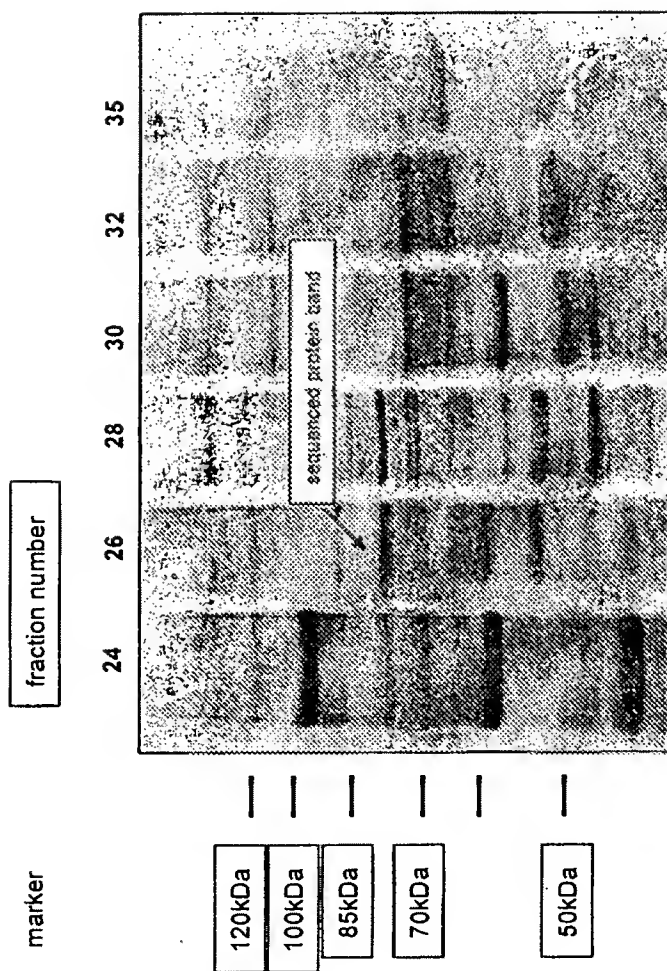 fraction number
24 26 28 30 32 35
sequenced protein band
marker
120kDa
100kDa
85kDa
70kDa
50kDa